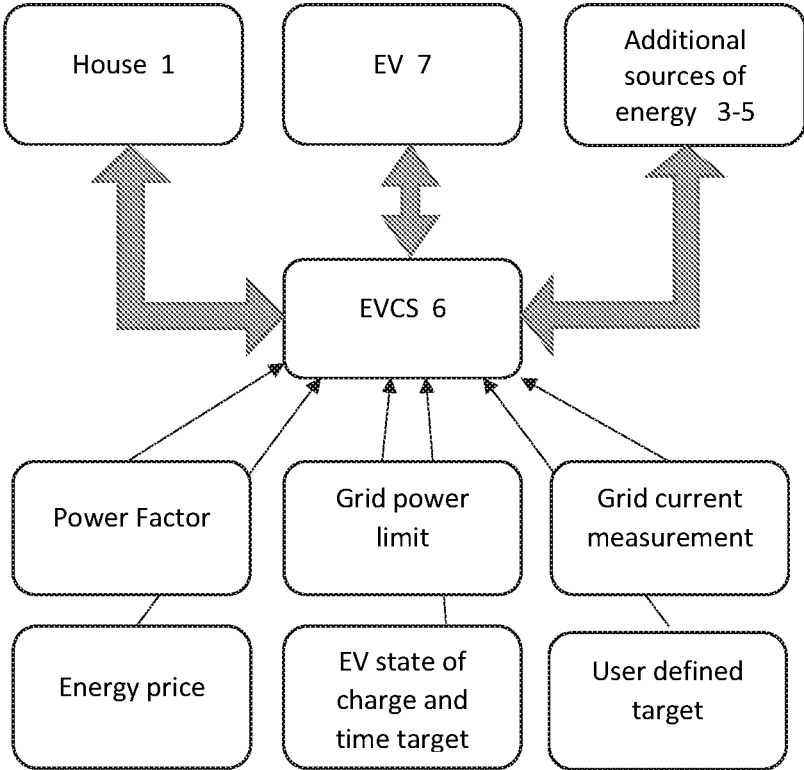 House 1
EV 7
Additional
sources of
energy 3-5
EVCS 6
Power Factor
Grid power
limit
Grid current
measurement
Energy price
EV state of
charge and
time target
User defined
target